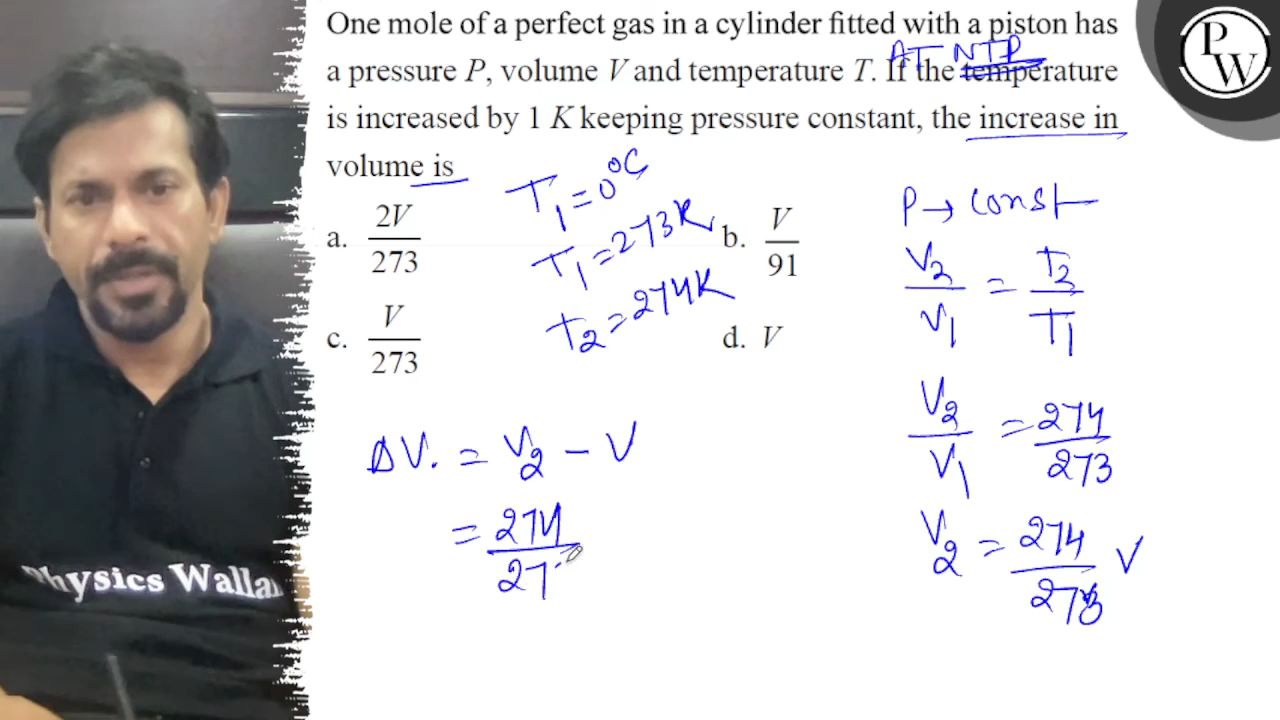 One mole of a perfect gas in a cylinder fitted with a piston has
AT NTP
a pressure P, volume V and temperature T. If the temperature
is increased by 1 K keeping pressure constant, the increase in
volume is
a. 2V/273
b. V/91
c. V/273
d. V
T₁ = 0°C
T₁ = 273K
T₂ = 274K
P → const
V₂/V₁ = T₂/T₁
V₂/V₁ = 274/273
V₂ = 274/273 V
ΔV. = V₂ - V
= 274/27
PW
Physics Wallah